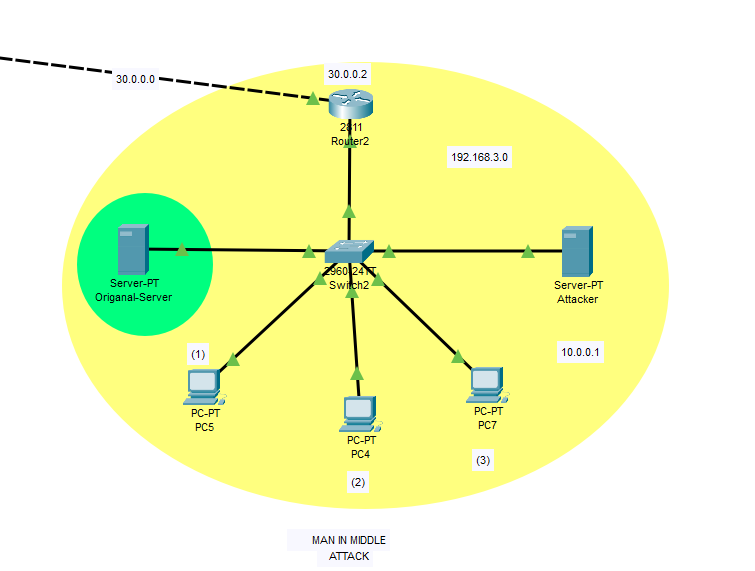 30.0.0.0
30.0.0.2
2811
Router2
192.168.3.0
Server-PT
Origanal-Server
2960-24TT
Switch2
Server-PT
Attacker
(1)
10.0.0.1
PC-PT
PC5
PC-PT
PC4
PC-PT
PC7
(2)
(3)
MAN IN MIDDLE
ATTACK